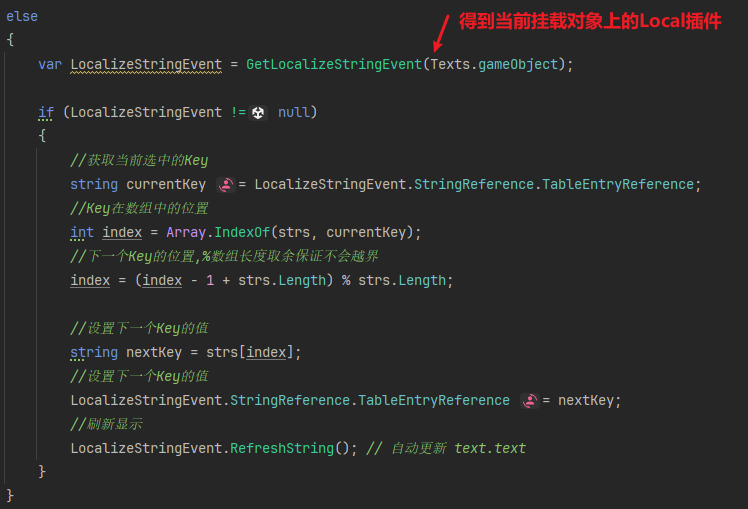 else
得到当前挂载对象上的Local插件
{
var LocalizeStringEvent = GetLocalizeStringEvent(Texts.gameObject);
if (LocalizeStringEvent != null)
{
//获取当前选中的Key
string currentKey = LocalizeStringEvent.StringReference.TableEntryReference;
//Key在数组中的位置
int index = Array.IndexOf(strs, currentKey);
//下一个Key的位置,%数组长度取余保证不会越界
index = (index - 1 + strs.Length) % strs.Length;
//设置下一个Key的值
string nextKey = strs[index];
//设置下一个Key的值
LocalizeStringEvent.StringReference.TableEntryReference = nextKey;
//刷新显示
LocalizeStringEvent.RefreshString(); // 自动更新 text.text
}
}